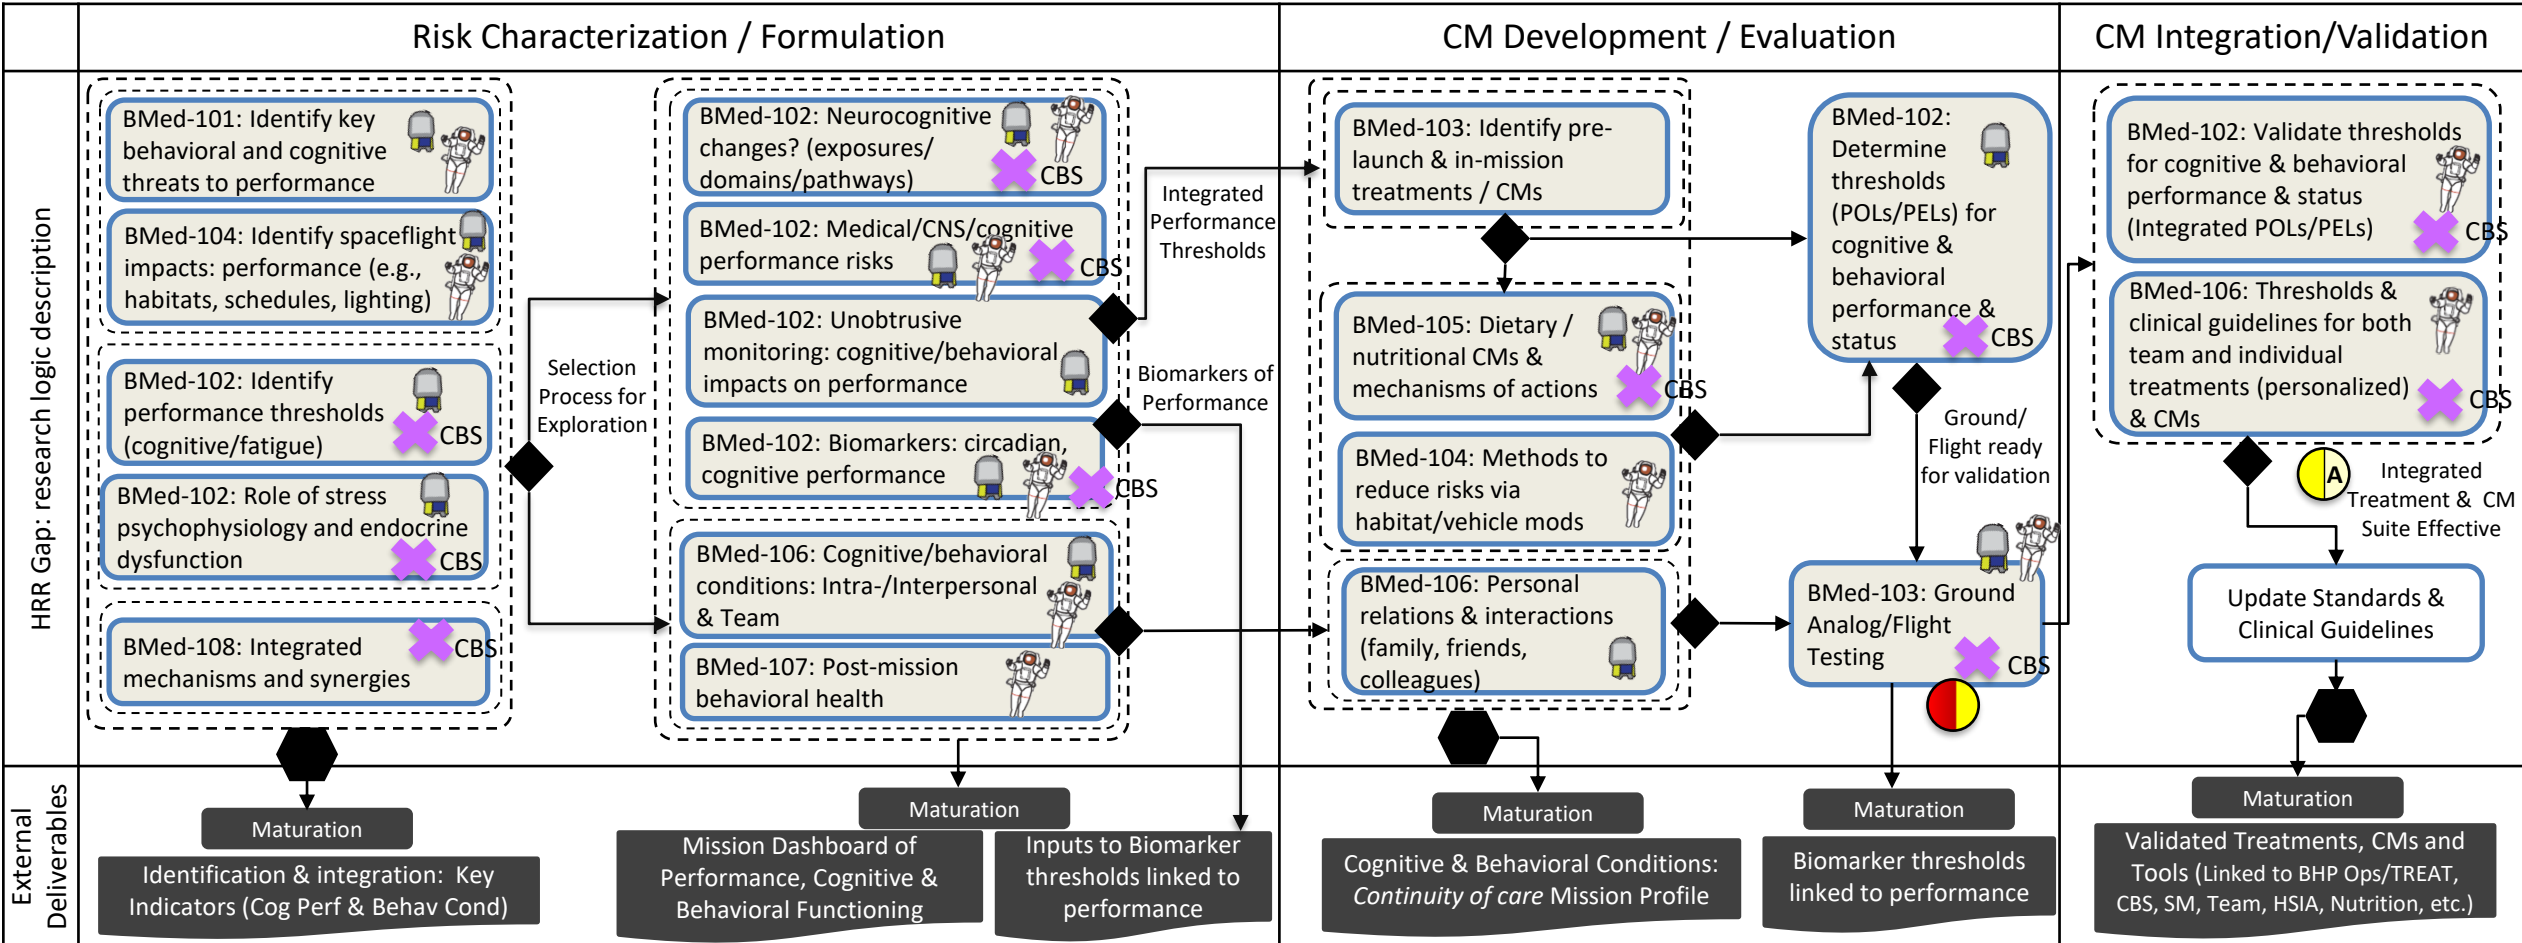 Risk Characterization / Formulation
CM Development / Evaluation
CM Integration/Validation
HRR Gap: research logic description
BMed-101: Identify key
behavioral and cognitive
threats to performance
BMed-104: Identify spaceflight
impacts: performance (e.g.,
habitats, schedules, lighting)
BMed-102: Identify
performance thresholds
(cognitive/fatigue)
CBS
BMed-102: Role of stress
psychophysiology and endocrine
dysfunction
CBS
BMed-108: Integrated
mechanisms and synergies
CBS
Selection
Process for
Exploration
BMed-102: Neurocognitive
changes? (exposures/
domains/pathways)
CBS
BMed-102: Medical/CNS/cognitive
performance risks
CBS
BMed-102: Unobtrusive
monitoring: cognitive/behavioral
impacts on performance
BMed-102: Biomarkers: circadian,
cognitive performance
CBS
BMed-106: Cognitive/behavioral
conditions: Intra-/Interpersonal
& Team
BMed-107: Post-mission
behavioral health
Integrated
Performance
Thresholds
Biomarkers of
Performance
BMed-103: Identify pre-
launch & in-mission
treatments / CMs
BMed-105: Dietary /
nutritional CMs &
mechanisms of actions
CBS
BMed-104: Methods to
reduce risks via
habitat/vehicle mods
BMed-106: Personal
relations & interactions
(family, friends,
colleagues)
BMed-102:
Determine
thresholds
(POLs/PELs) for
cognitive &
behavioral
performance &
status
CBS
Ground/
Flight ready
for validation
BMed-103: Ground
Analog/Flight
Testing
CBS
BMed-102: Validate thresholds
for cognitive & behavioral
performance & status
(Integrated POLs/PELs)
CBS
BMed-106: Thresholds &
clinical guidelines for both
team and individual
treatments (personalized)
& CMs
CBS
A
Integrated
Treatment & CM
Suite Effective
Update Standards &
Clinical Guidelines
External
Deliverables
Maturation
Identification & integration: Key
Indicators (Cog Perf & Behav Cond)
Maturation
Mission Dashboard of
Performance, Cognitive &
Behavioral Functioning
Inputs to Biomarker
thresholds linked to
performance
Maturation
Cognitive & Behavioral Conditions:
Continuity of care Mission Profile
Maturation
Biomarker thresholds
linked to performance
Maturation
Validated Treatments, CMs and
Tools (Linked to BHP Ops/TREAT,
CBS, SM, Team, HSIA, Nutrition, etc.)